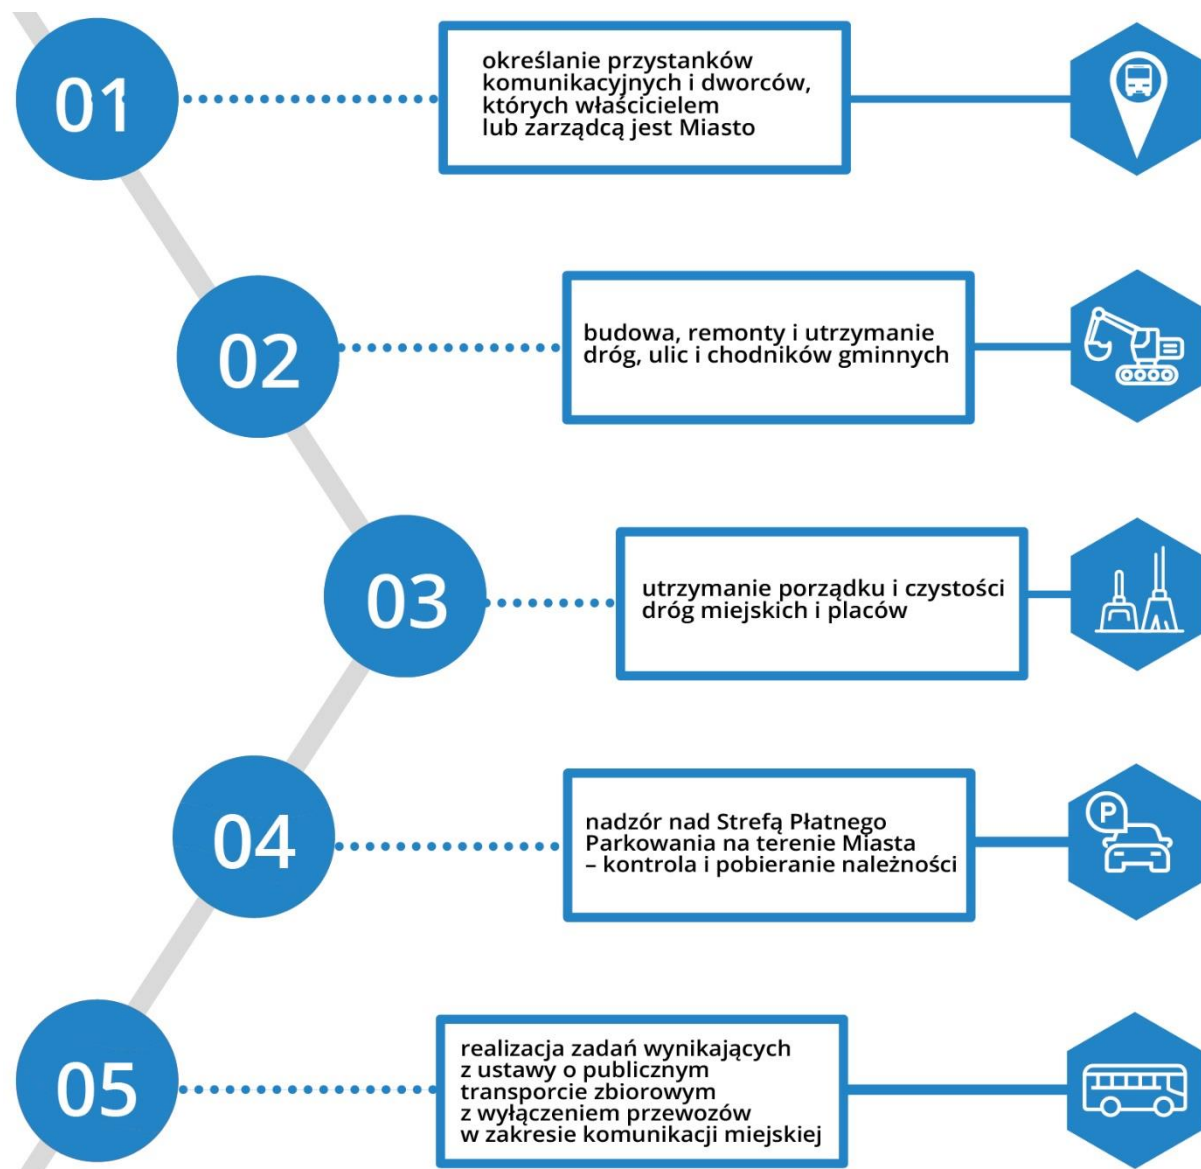 01
określanie przystanków
komunikacyjnych i dworców,
których właścicielem
lub zarządcą jest Miasto
02
budowa, remonty i utrzymanie
dróg, ulic i chodników gminnych
03
utrzymanie porządku i czystości
dróg miejskich i placów
04
nadzór nad Strefą Płatnego
Parkowania na terenie Miasta
– kontrola i pobieranie należności
P
05
realizacja zadań wynikających
z ustawy o publicznym
transporcie zbiorowym
z wyłączeniem przewozów
w zakresie komunikacji miejskiej